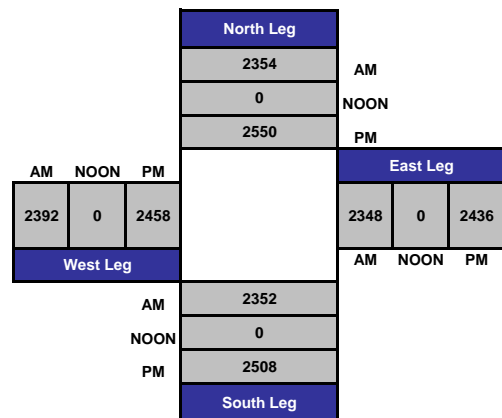 North Leg
2354 AM
0 NOON
2550 PM
AM NOON PM
East Leg
2392 0 2458
2348 0 2436
West Leg
AM NOON PM
AM 2352
NOON 0
PM 2508
South Leg